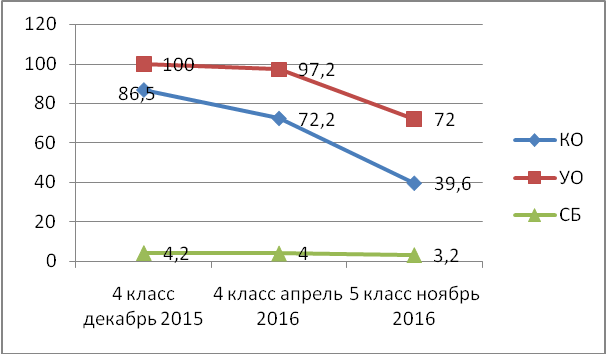 120
100
80
60
40
20
0
100
97,2
72
86,5
72,2
39,6
4,2
4
3,2
4 класс
декабрь 2015
4 класс апрель
2016
5 класс ноябрь
2016
КО
УО
СБ